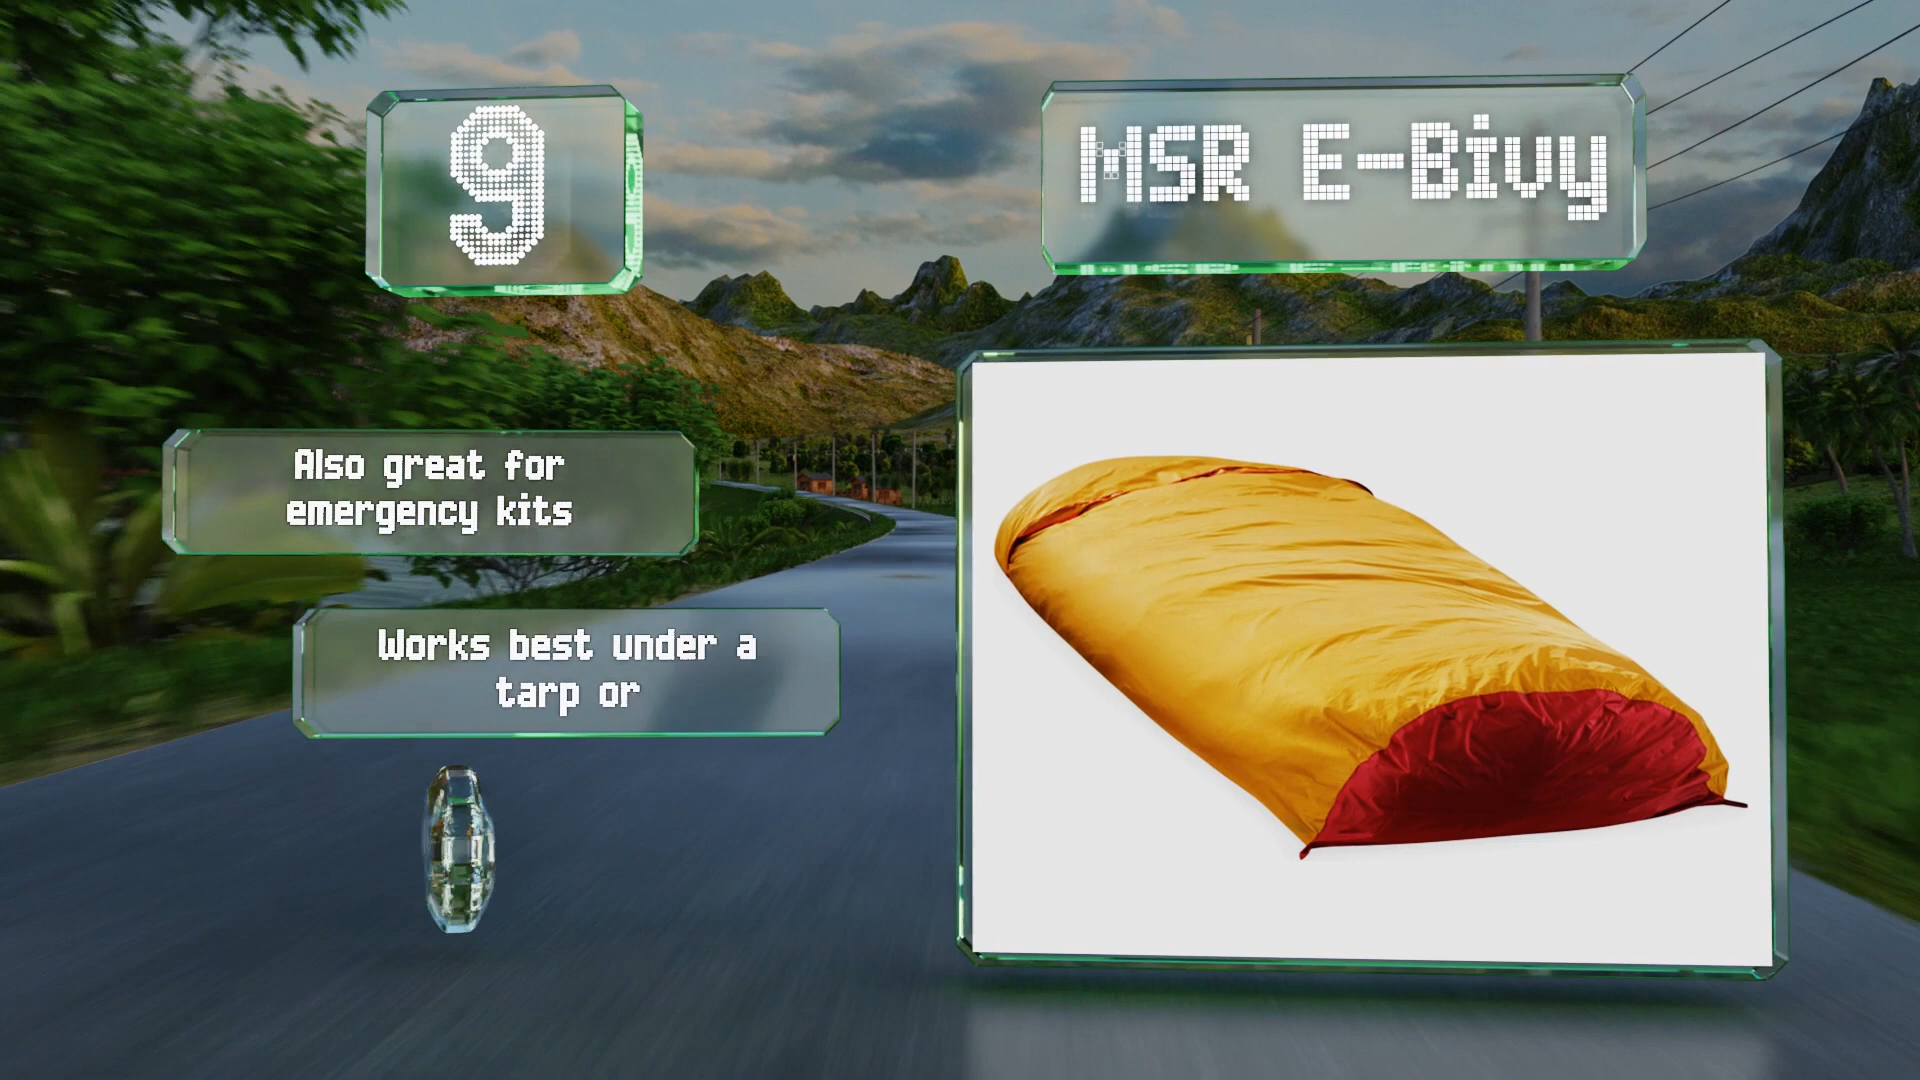 9
MSR E-Bivy
Also great for
emergency kits
Works best under a
tarp or